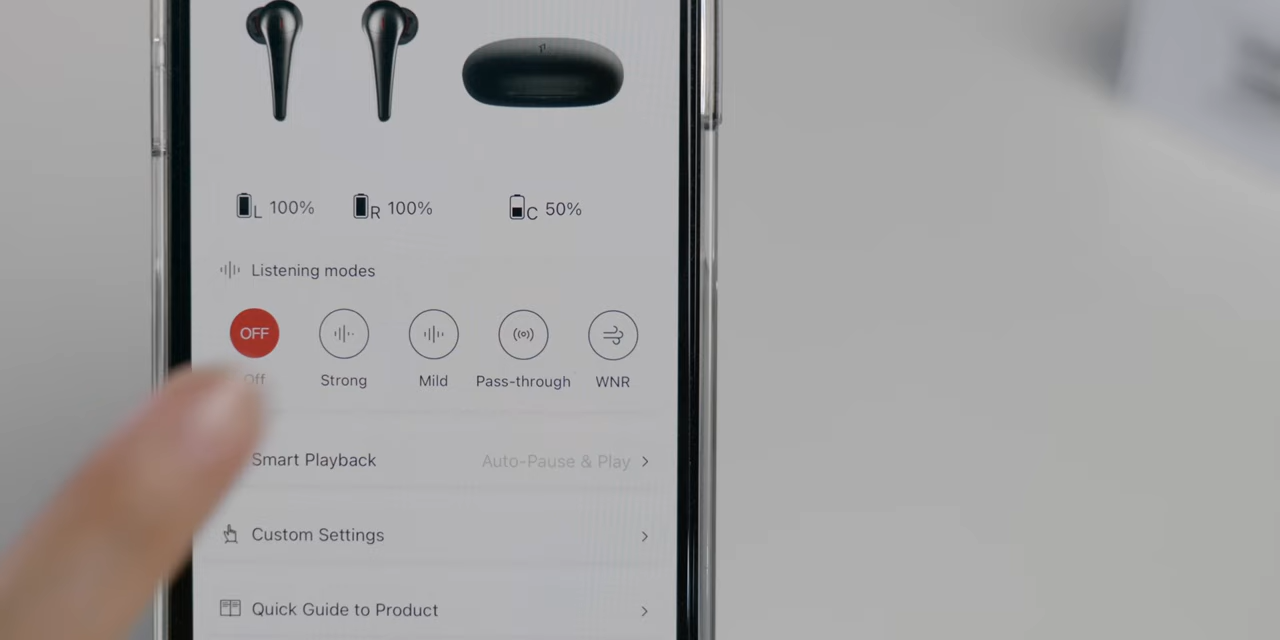 L 100% R 100% C 50%
Listening modes
OFF
Off Strong Mild Pass-through WNR
Smart Playback Auto-Pause & Play
Custom Settings
Quick Guide to Product